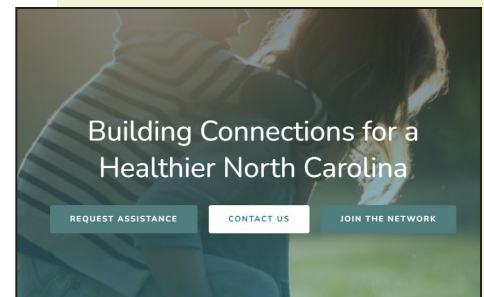 Building Connections for a
Healthier North Carolina
REQUEST ASSISTANCE
CONTACT US
JOIN THE NETWORK